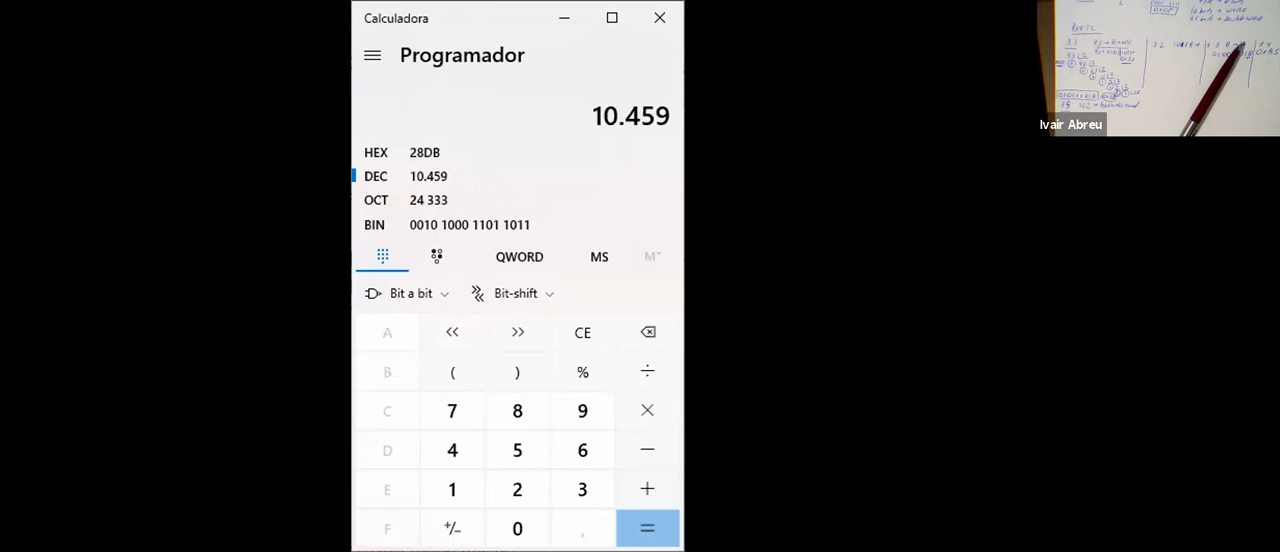 Calculadora
Programador
10.459
HEX 28DB
DEC 10.459
OCT 24 333
BIN 0010 1000 1101 1011
QWORD MS M
Bit a bit Bit-shift
A << >> CE
B ( ) % ÷
C 7 8 9 ×
D 4 5 6 −
E 1 2 3 +
F +/− 0 , =
Ivair Abreu